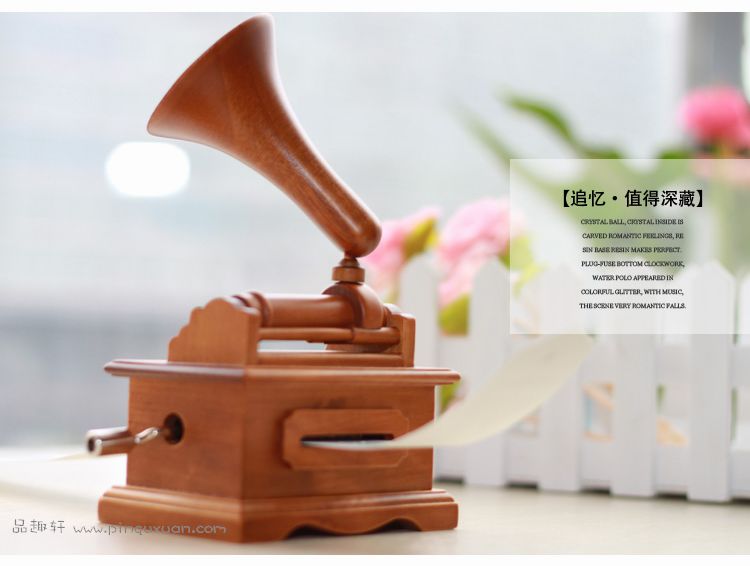 【追忆·值得深藏】
CRYSTAL BALL, CRYSTAL INSIDE IS
CARVED ROMANTIC FEELINGS, RE
SIN BASE RESIN MAKES PERFECT.
PLUG-FUSE BOTTOM CLOCKWORK,
WATER POLO APPEARED IN
COLORFUL GLITTER, WITH MUSIC,
THE SCENE VERY ROMANTIC FALLS.
品趣轩 www.pinquxuan.com